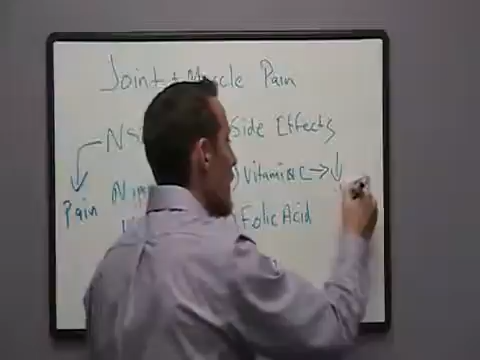 Joint + Muscle Pain
Side Effects
Vitamin C → ↓
Pain
Folic Acid